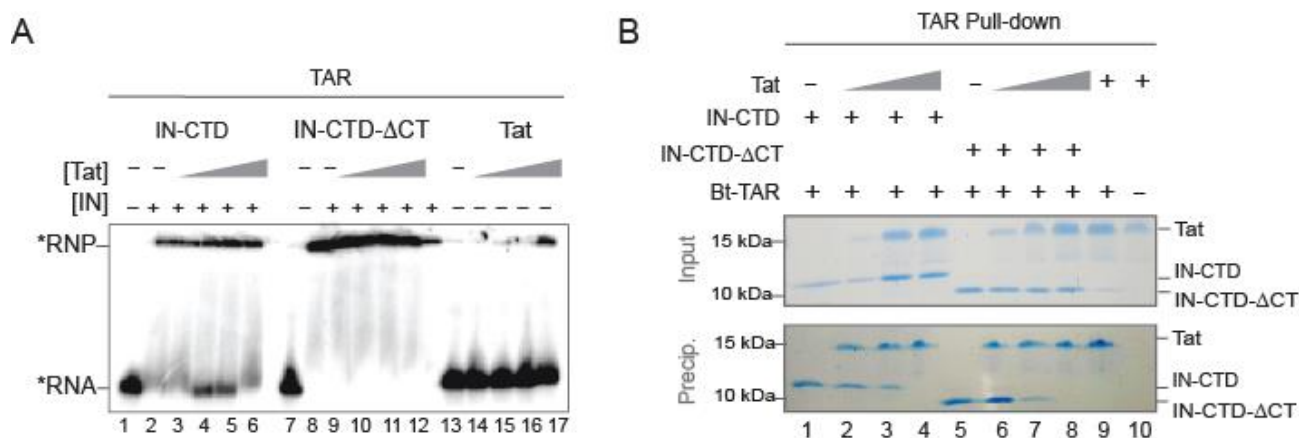 A
TAR
IN-CTD IN-CTD-ΔCT Tat
[Tat] – – – – –
[IN] + + + + + – + + + + + – – – – –
*RNP
*RNA
1 2 3 4 5 6 7 8 9 10 11 12 13 14 15 16 17
B
TAR Pull-down
Tat – – + +
IN-CTD + + + +
IN-CTD-ΔCT + + + +
Bt-TAR + + + + + + + + + –
Input
15 kDa
10 kDa
Tat
IN-CTD
IN-CTD-ΔCT
Precip.
15 kDa
10 kDa
Tat
IN-CTD
IN-CTD-ΔCT
1 2 3 4 5 6 7 8 9 10